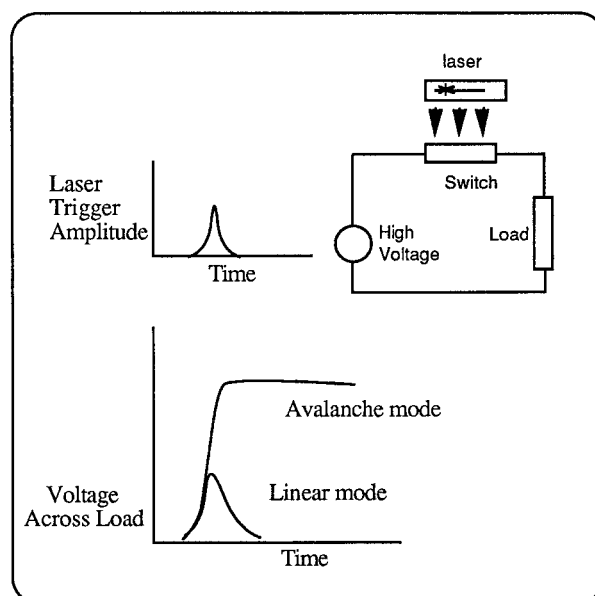 laser
Switch
High
Voltage
Load
Laser
Trigger
Amplitude
Time
Avalanche mode
Linear mode
Voltage
Across Load
Time